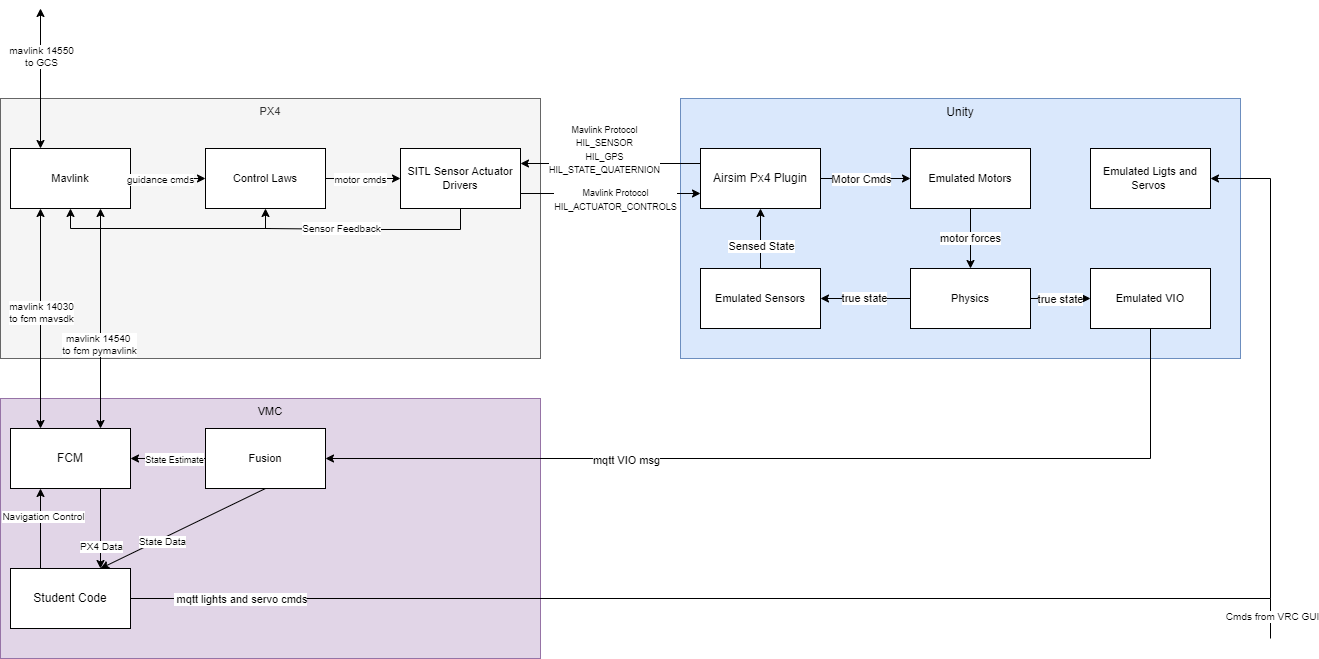 mavlink 14550
to GCS
PX4
Mavlink
guidance cmds
Control Laws
motor cmds
SITL Sensor Actuator
Drivers
Sensor Feedback
Mavlink Protocol
HIL_SENSOR
HIL_GPS
HIL_STATE_QUATERNION
Mavlink Protocol
HIL_ACTUATOR_CONTROLS
Unity
Airsim Px4 Plugin
Motor Cmds
Emulated Motors
Emulated Ligts and
Servos
Sensed State
motor forces
Emulated Sensors
true state
Physics
true state
Emulated VIO
mavlink 14030
to fcm mavsdk
mavlink 14540
to fcm pymavlink
VMC
FCM
State Estimate
Fusion
mqtt VIO msg
Navigation Control
PX4 Data
State Data
Student Code
mqtt lights and servo cmds
Cmds from VRC GUI